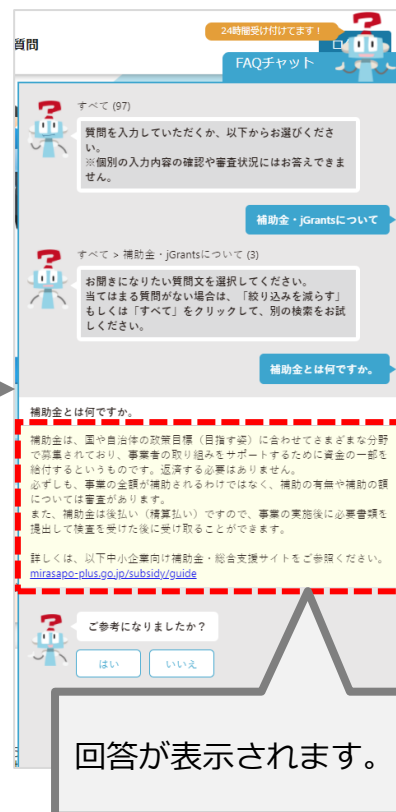 24時間受け付けてます！
質問
FAQチャット
すべて (97)
質問を入力していただくか、以下からお選びくださ
い。
※個別の入力内容の確認や審査状況にはお答えできま
せん。
補助金・jGrantsについて
すべて > 補助金・jGrantsについて (3)
お聞きになりたい質問文を選択してください。
当てはまる質問がない場合は、「絞り込みを減らす」
もしくは「すべて」をクリックして、別の検索をお試
しください。
補助金とは何ですか。
補助金とは何ですか。
補助金は、国や自治体の政策目標（目指す姿）に合わせてさまざまな分野
で募集されており、事業者の取り組みをサポートするために資金の一部を
給付するというものです。返済する必要はありません。
必ずしも、事業の全額が補助されるわけではなく、補助の有無や補助の額
については審査があります。
また、補助金は後払い（精算払い）ですので、事業の実施後に必要書類を
提出して検査を受けた後に受け取ることができます。
詳しくは、以下中小企業向け補助金・総合支援サイトをご参照ください。
mirasapo-plus.go.jp/subsidy/guide
ご参考になりましたか？
はい
いいえ
回答が表示されます。